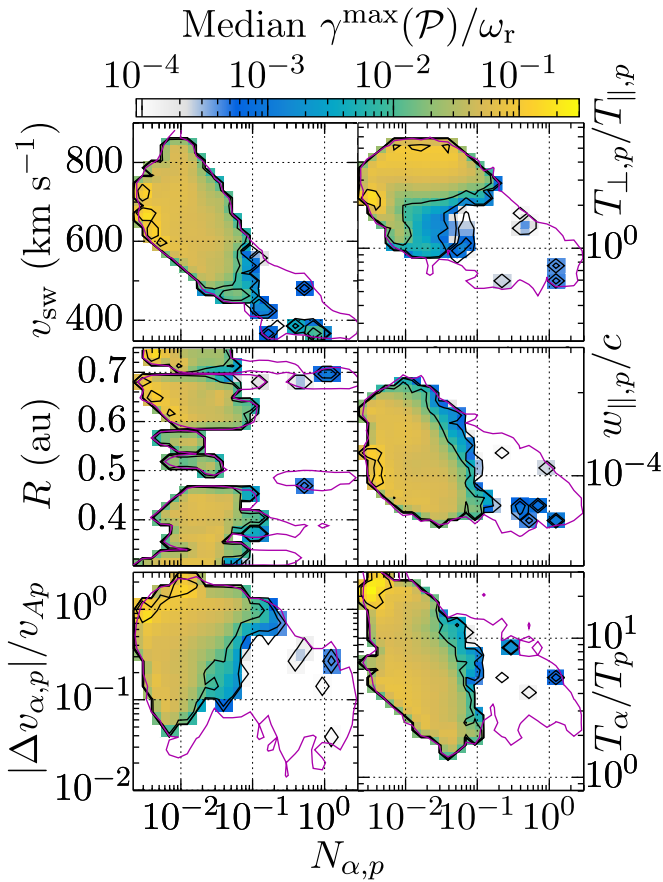 Median γ^max(𝒫)/ω_r
10^−4 10^−3 10^−2 10^−1
v_sw (km s^−1)
800
600
400
T_⊥,p/T_∥,p
10^0
R (au)
0.7
0.6
0.5
0.4
w_∥,p/c
10^−4
|Δv_α,p|/v_Ap
10^0
10^−1
10^−2
T_α/T_p
10^1
10^0
10^−2 10^−1 10^0 10^−2 10^−1 10^0
N_α,p